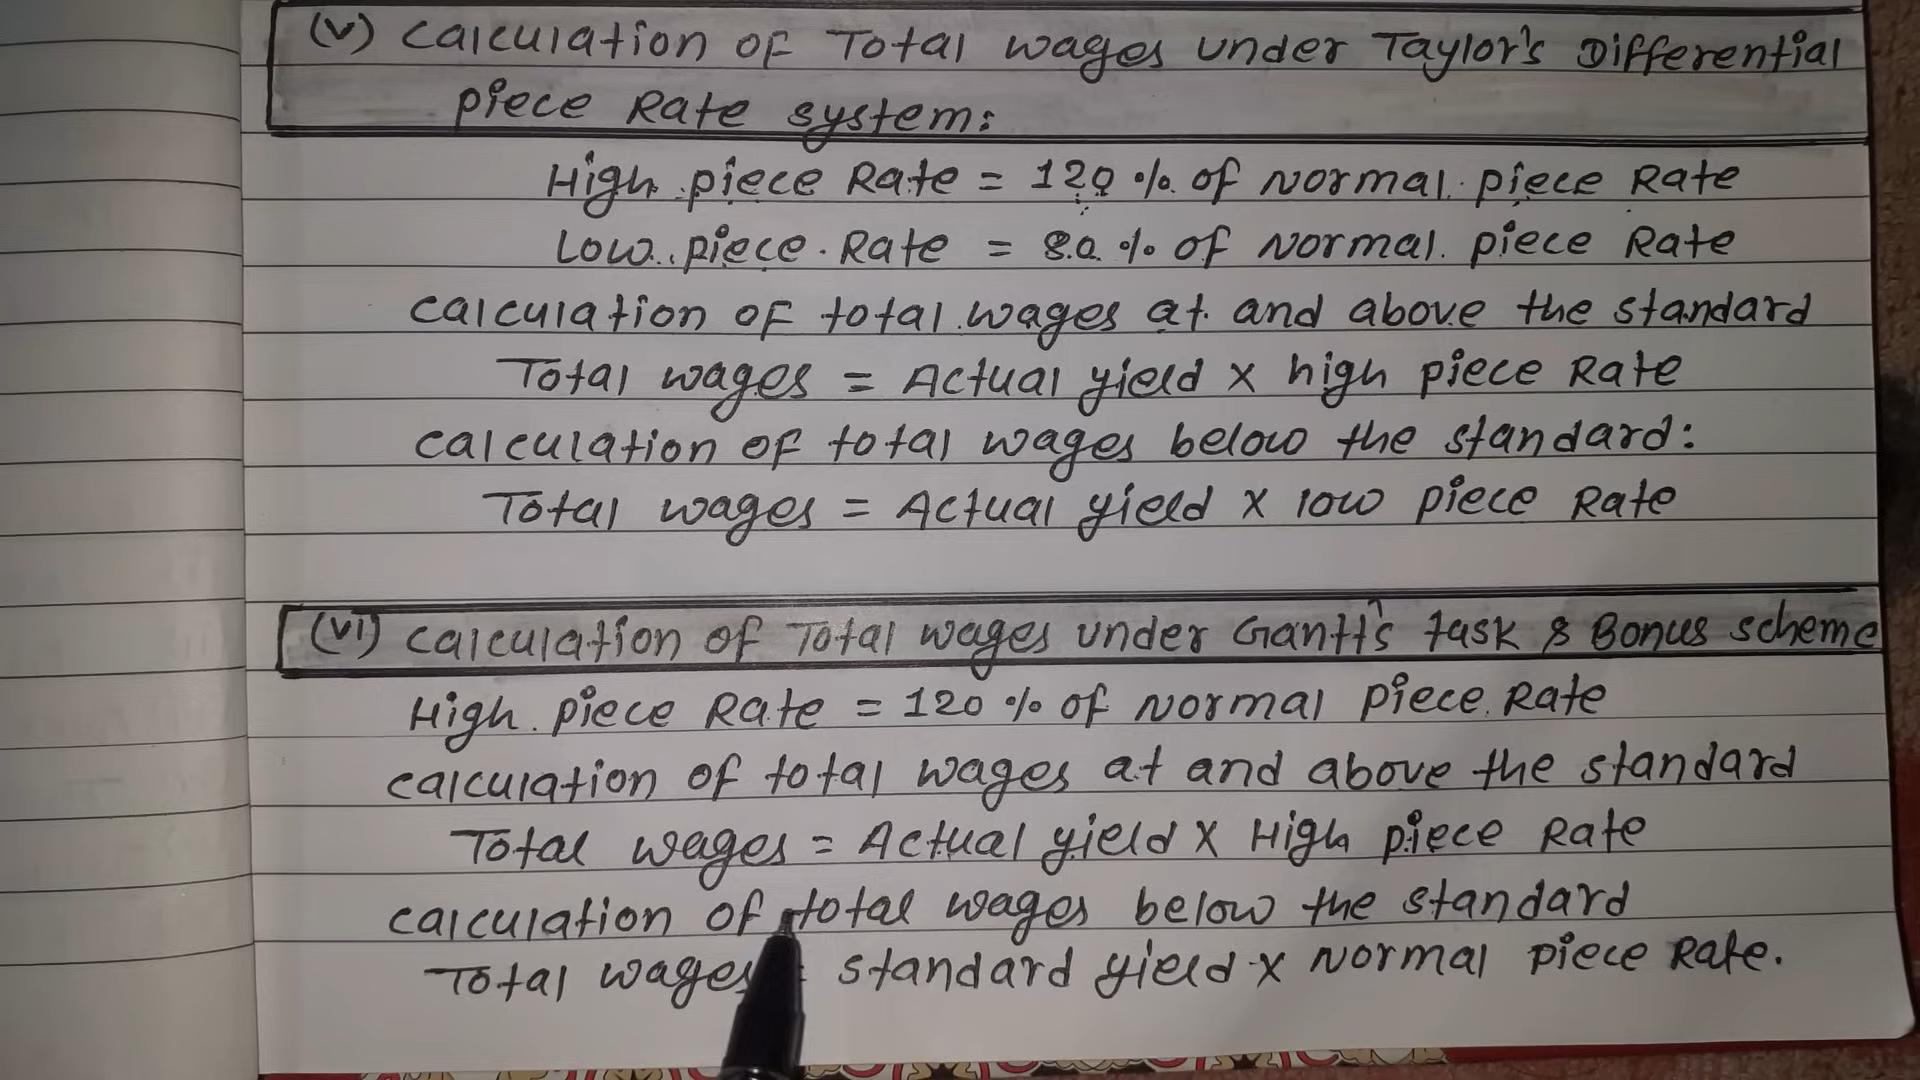 (v) Calculation of Total wages under Taylor's Differential
piece Rate system:
High piece Rate = 120 % of Normal piece Rate
Low piece Rate = 80 % of Normal piece Rate
Calculation of total wages at and above the standard
Total wages = Actual yield x high piece Rate
Calculation of total wages below the standard:
Total wages = Actual yield x low piece Rate
(vi) Calculation of Total wages under Gantt's task & Bonus scheme
High piece Rate = 120 % of Normal piece Rate
Calculation of total wages at and above the standard
Total wages = Actual yield x High piece Rate
Calculation of total wages below the standard
Total wages = standard yield x Normal piece Rate.